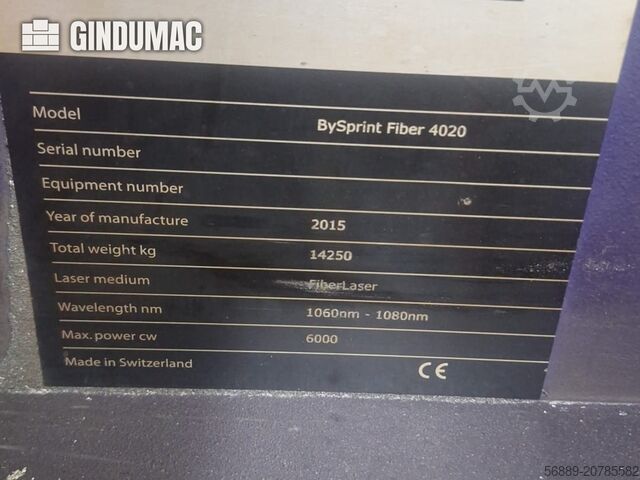 GINDUMAC
Model BySprint Fiber 4020
Serial number
Equipment number
Year of manufacture 2015
Total weight kg 14250
Laser medium FiberLaser
Wavelength nm 1060nm - 1080nm
Max. power cw 6000
Made in Switzerland CE
56889-20785582